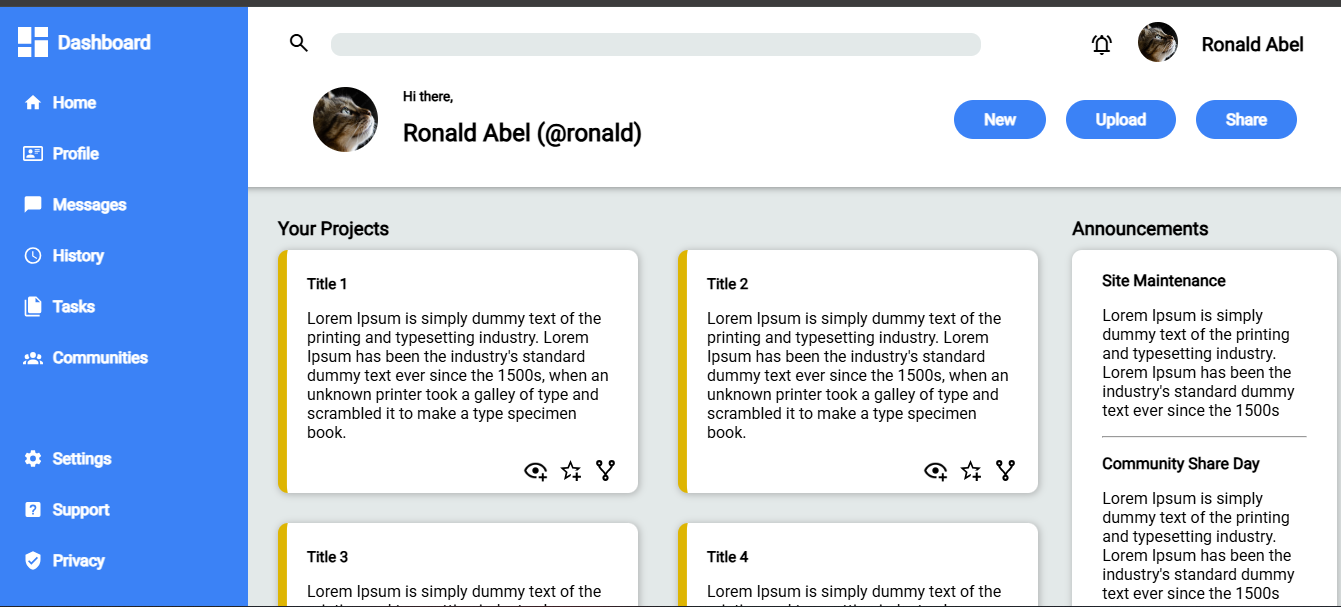 Dashboard
Home
Profile
Messages
History
Tasks
Communities
Settings
Support
Privacy
Ronald Abel
Hi there,
Ronald Abel (@ronald)
New
Upload
Share
Your Projects
Title 1
Lorem Ipsum is simply dummy text of the
printing and typesetting industry. Lorem
Ipsum has been the industry's standard
dummy text ever since the 1500s, when an
unknown printer took a galley of type and
scrambled it to make a type specimen
book.
Title 2
Lorem Ipsum is simply dummy text of the
printing and typesetting industry. Lorem
Ipsum has been the industry's standard
dummy text ever since the 1500s, when an
unknown printer took a galley of type and
scrambled it to make a type specimen
book.
Title 3
Lorem Ipsum is simply dummy text of the
Title 4
Lorem Ipsum is simply dummy text of the
Announcements
Site Maintenance
Lorem Ipsum is simply
dummy text of the printing
and typesetting industry.
Lorem Ipsum has been the
industry's standard dummy
text ever since the 1500s
Community Share Day
Lorem Ipsum is simply
dummy text of the printing
and typesetting industry.
Lorem Ipsum has been the
industry's standard dummy
text ever since the 1500s